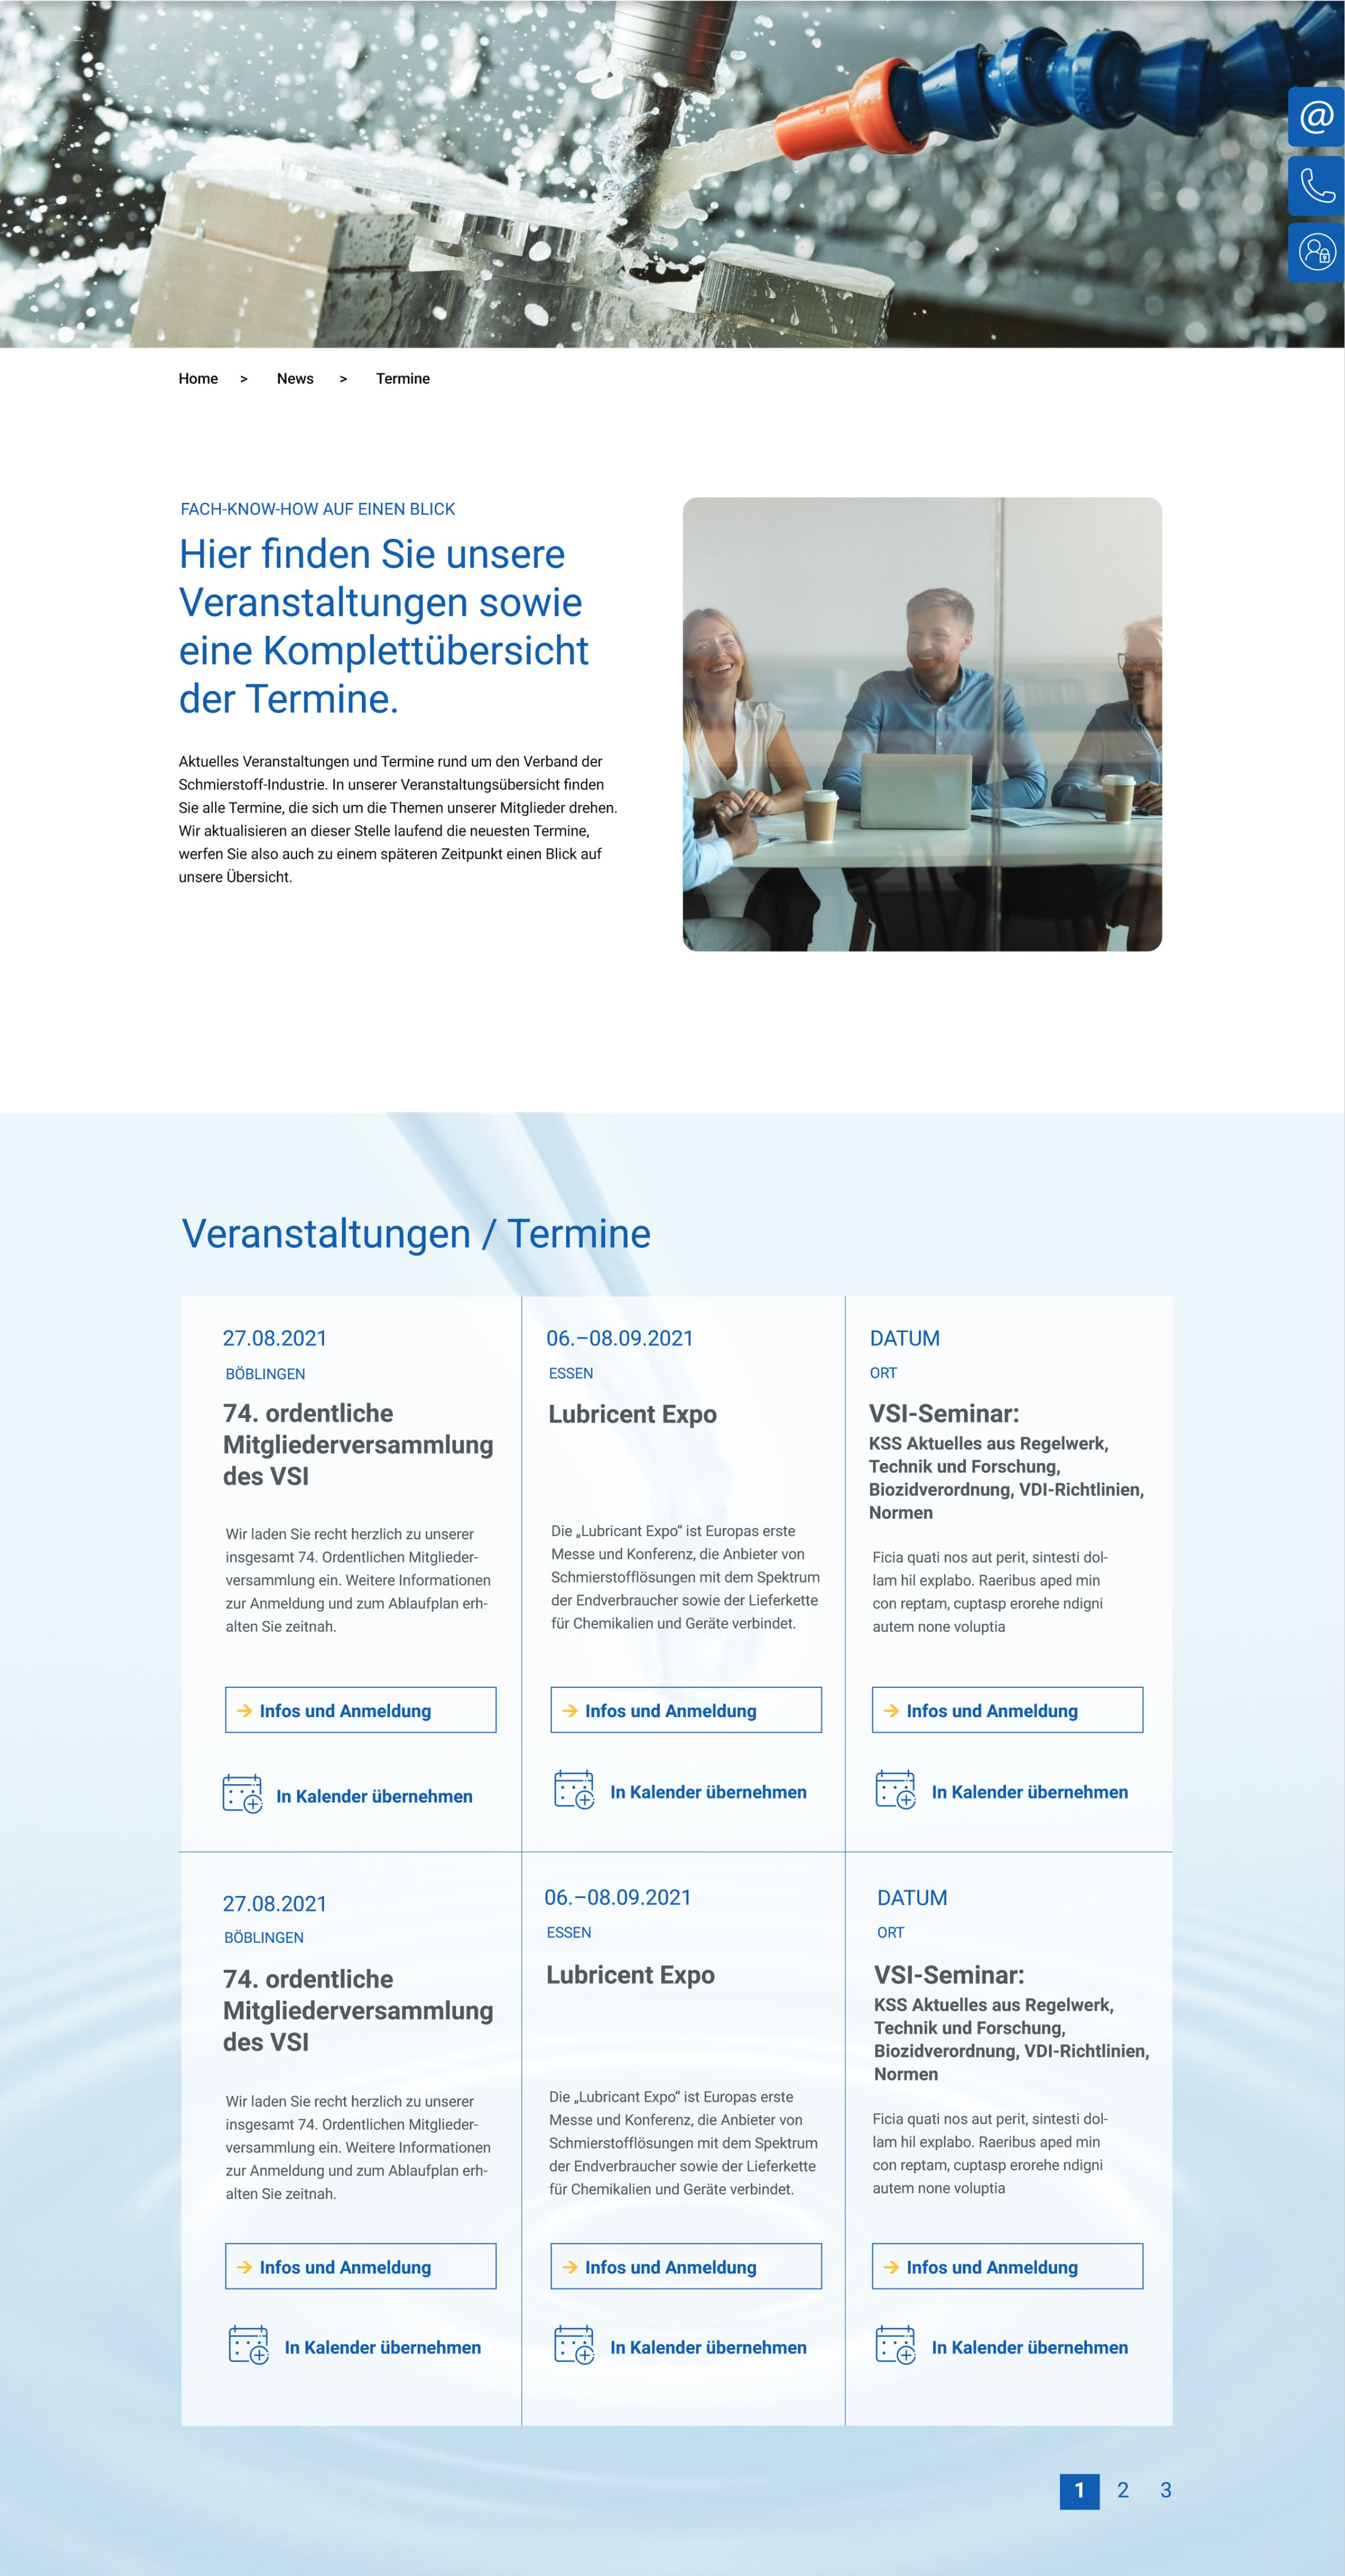 @
Home > News > Termine
FACH-KNOW-HOW AUF EINEN BLICK
Hier finden Sie unsere
Veranstaltungen sowie
eine Komplettübersicht
der Termine.
Aktuelles Veranstaltungen und Termine rund um den Verband der
Schmierstoff-Industrie. In unserer Veranstaltungsübersicht finden
Sie alle Termine, die sich um die Themen unserer Mitglieder drehen.
Wir aktualisieren an dieser Stelle laufend die neuesten Termine,
werfen Sie also auch zu einem späteren Zeitpunkt einen Blick auf
unsere Übersicht.
Veranstaltungen / Termine
27.08.2021
BÖBLINGEN
74. ordentliche
Mitgliederversammlung
des VSI
Wir laden Sie recht herzlich zu unserer
insgesamt 74. Ordentlichen Mitglieder-
versammlung ein. Weitere Informationen
zur Anmeldung und zum Ablaufplan erh-
alten Sie zeitnah.
Infos und Anmeldung
In Kalender übernehmen
06.–08.09.2021
ESSEN
Lubricent Expo
Die „Lubricant Expo“ ist Europas erste
Messe und Konferenz, die Anbieter von
Schmierstofflösungen mit dem Spektrum
der Endverbraucher sowie der Lieferkette
für Chemikalien und Geräte verbindet.
Infos und Anmeldung
In Kalender übernehmen
DATUM
ORT
VSI-Seminar:
KSS Aktuelles aus Regelwerk,
Technik und Forschung,
Biozidverordnung, VDI-Richtlinien,
Normen
Ficia quati nos aut perit, sintesti dol-
lam hil explabo. Raeribus aped min
con reptam, cuptasp erorehe ndigni
autem none voluptia
Infos und Anmeldung
In Kalender übernehmen
27.08.2021
BÖBLINGEN
74. ordentliche
Mitgliederversammlung
des VSI
Wir laden Sie recht herzlich zu unserer
insgesamt 74. Ordentlichen Mitglieder-
versammlung ein. Weitere Informationen
zur Anmeldung und zum Ablaufplan erh-
alten Sie zeitnah.
Infos und Anmeldung
In Kalender übernehmen
06.–08.09.2021
ESSEN
Lubricent Expo
Die „Lubricant Expo“ ist Europas erste
Messe und Konferenz, die Anbieter von
Schmierstofflösungen mit dem Spektrum
der Endverbraucher sowie der Lieferkette
für Chemikalien und Geräte verbindet.
Infos und Anmeldung
In Kalender übernehmen
DATUM
ORT
VSI-Seminar:
KSS Aktuelles aus Regelwerk,
Technik und Forschung,
Biozidverordnung, VDI-Richtlinien,
Normen
Ficia quati nos aut perit, sintesti dol-
lam hil explabo. Raeribus aped min
con reptam, cuptasp erorehe ndigni
autem none voluptia
Infos und Anmeldung
In Kalender übernehmen
1 2 3